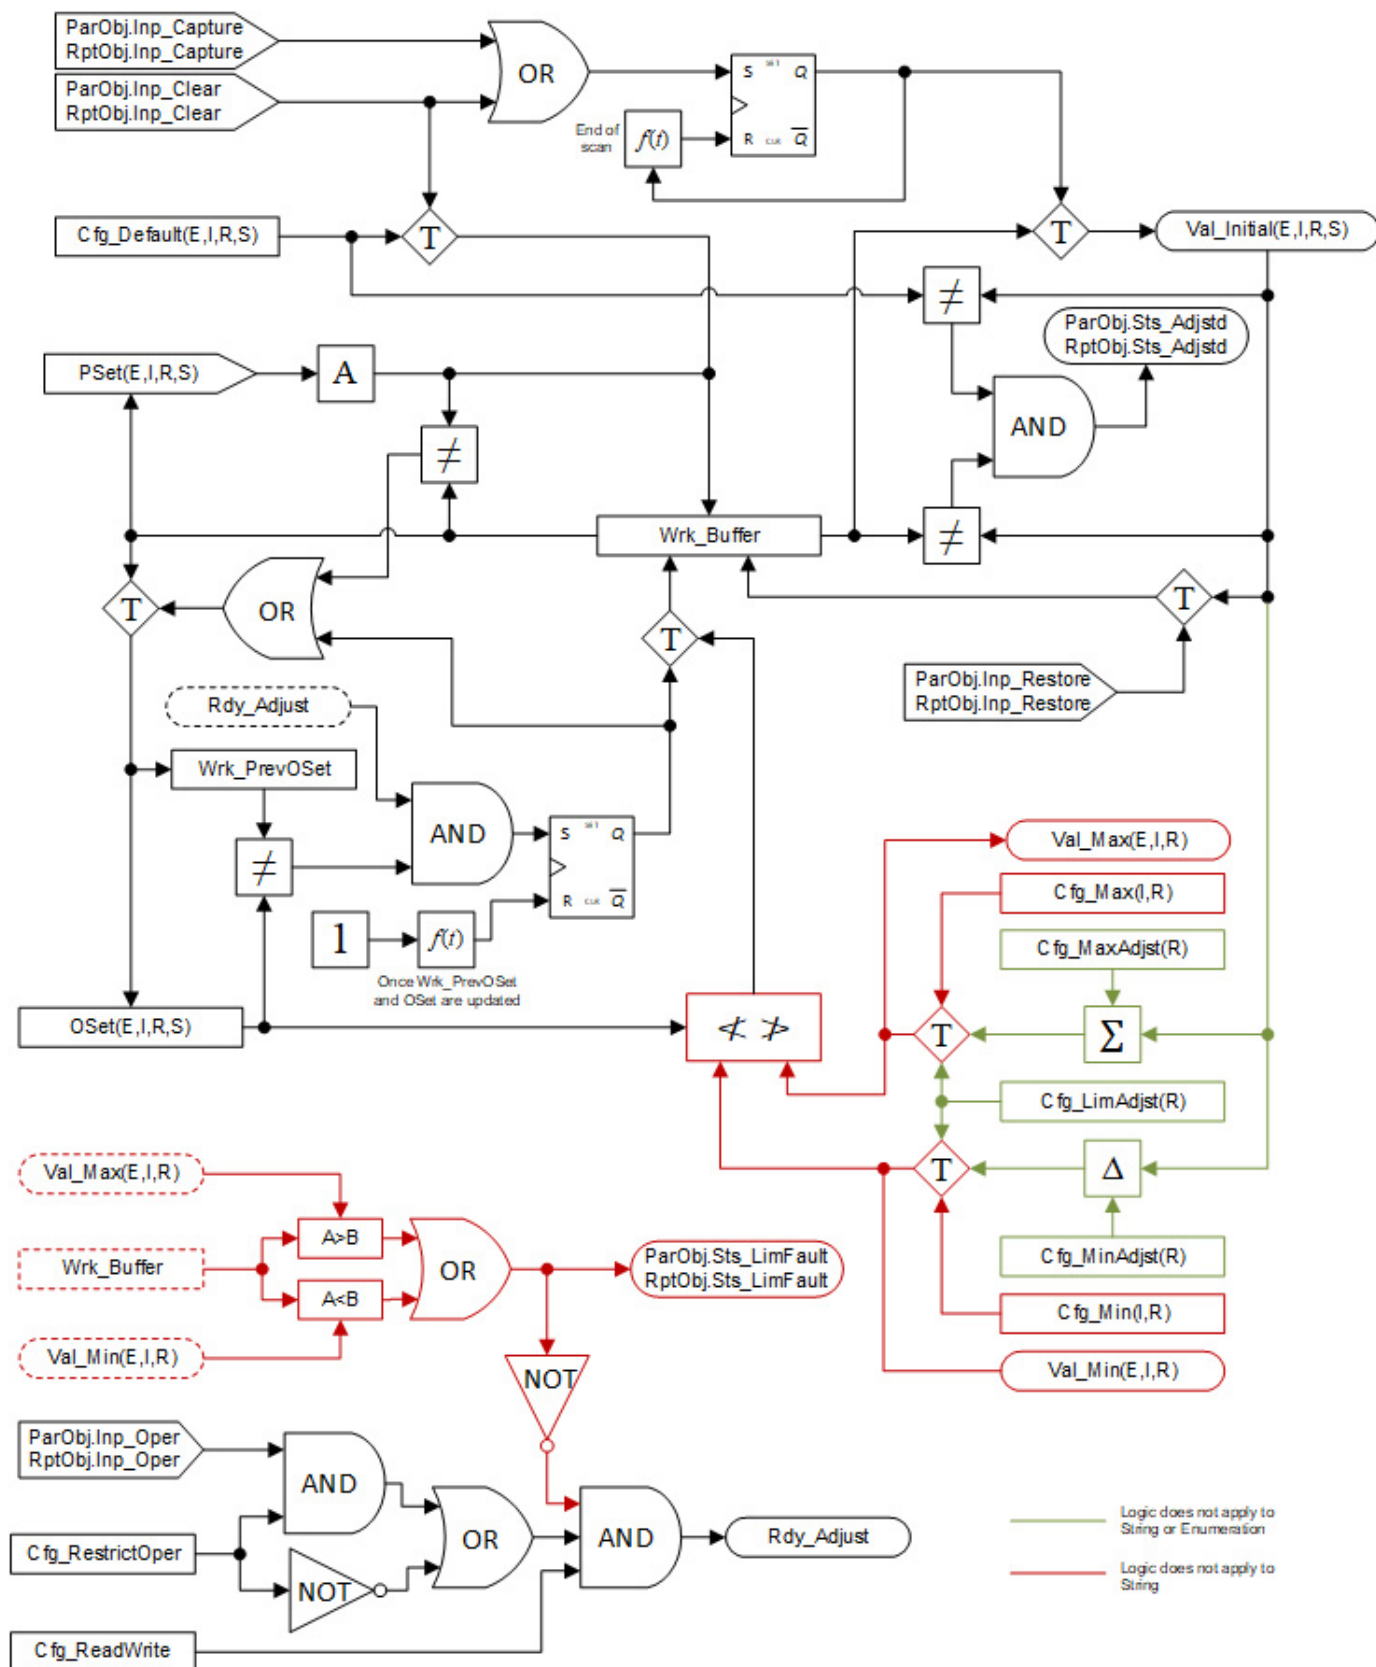 ParObj.Inp_Capture
RptObj.Inp_Capture
ParObj.Inp_Clear
RptObj.Inp_Clear
OR
S SET Q
R CLR Q
End of
scan
f(t)
Cfg_Default(E,I,R,S)
T
T
Val_Initial(E,I,R,S)
≠
ParObj.Sts_Adjstd
RptObj.Sts_Adjstd
PSet(E,I,R,S)
A
AND
≠
Wrk_Buffer
≠
T
OR
T
T
ParObj.Inp_Restore
RptObj.Inp_Restore
Rdy_Adjust
Wrk_PrevOSet
AND
S SET Q
R CLR Q
≠
1
f(t)
Once Wrk_PrevOSet
and OSet are updated
Val_Max(E,I,R)
Cfg_Max(I,R)
Cfg_MaxAdjst(R)
OSet(E,I,R,S)
≮ ≯
T
Σ
Cfg_LimAdjst(R)
T
Δ
Cfg_MinAdjst(R)
Cfg_Min(I,R)
Val_Min(E,I,R)
Val_Max(E,I,R)
A>B
Wrk_Buffer
OR
ParObj.Sts_LimFault
RptObj.Sts_LimFault
A<B
Val_Min(E,I,R)
NOT
ParObj.Inp_Oper
RptObj.Inp_Oper
AND
Cfg_RestrictOper
NOT
OR
AND
Rdy_Adjust
Cfg_ReadWrite
Logic does not apply to
String or Enumeration
Logic does not apply to
String